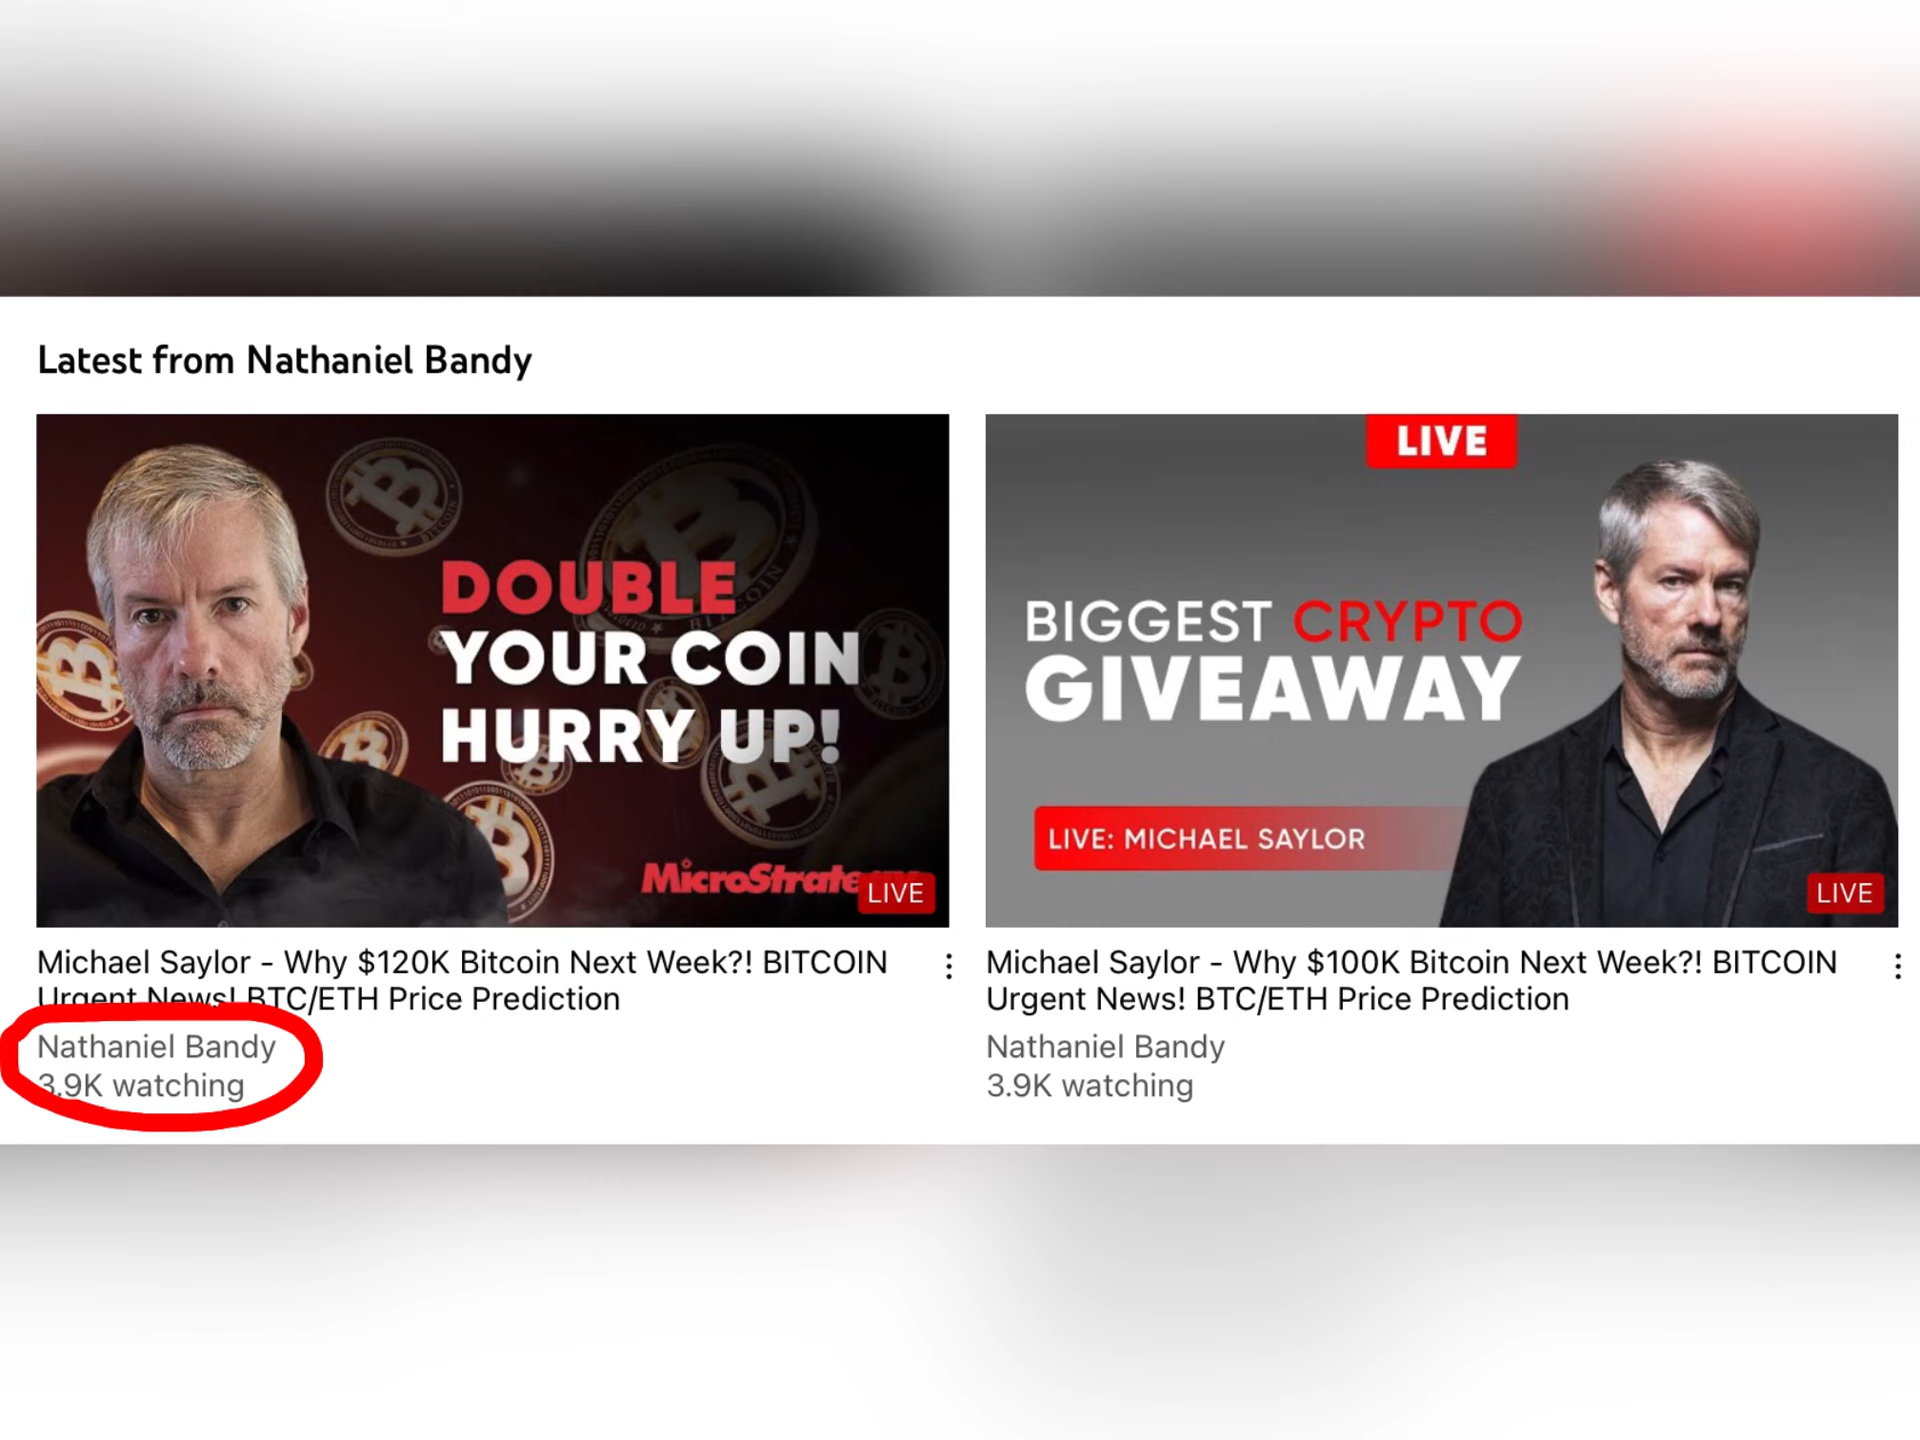 Latest from Nathaniel Bandy
DOUBLE
YOUR COIN
HURRY UP!
LIVE
Michael Saylor - Why $120K Bitcoin Next Week?! BITCOIN
Urgent News! BTC/ETH Price Prediction
Nathaniel Bandy
3.9K watching
LIVE
BIGGEST CRYPTO
GIVEAWAY
LIVE: MICHAEL SAYLOR
LIVE
Michael Saylor - Why $100K Bitcoin Next Week?! BITCOIN
Urgent News! BTC/ETH Price Prediction
Nathaniel Bandy
3.9K watching